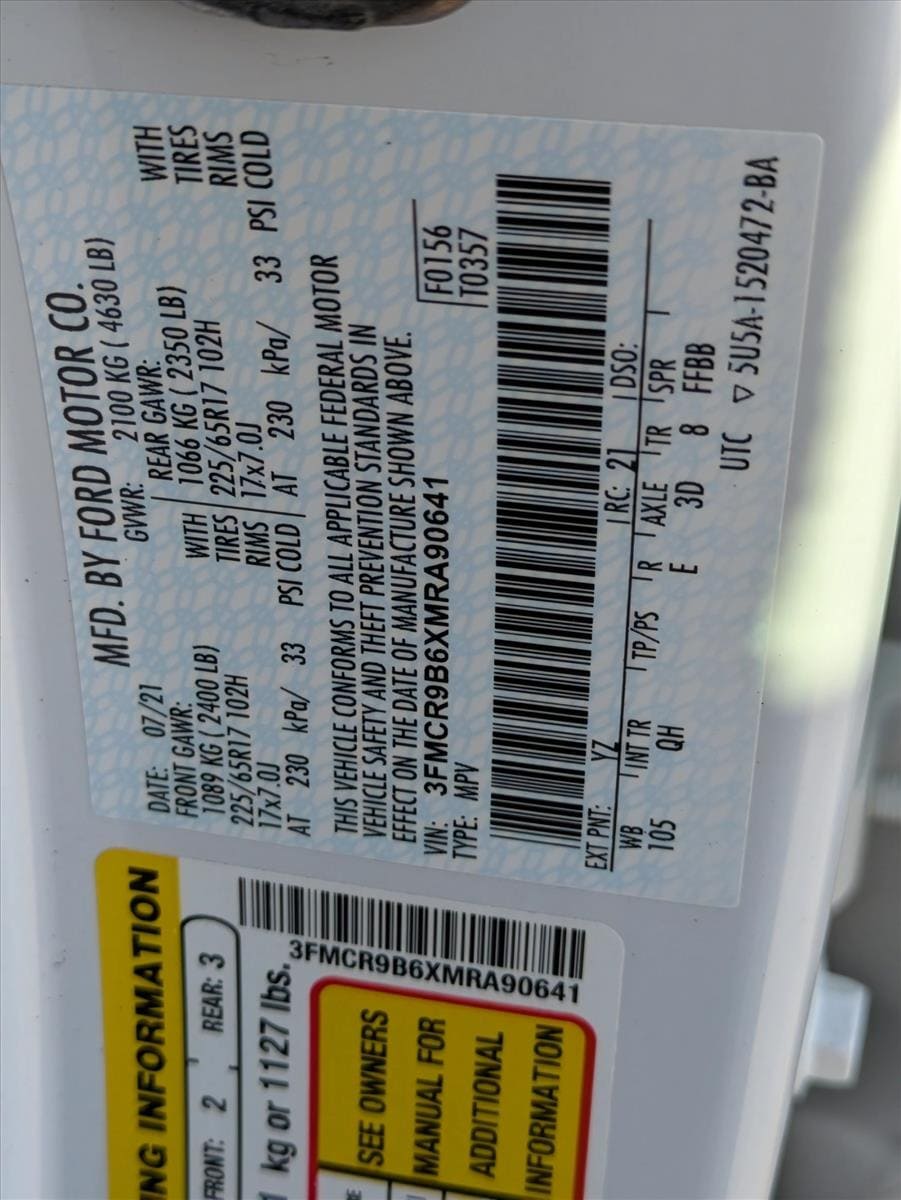 MFD. BY FORD MOTOR CO.
DATE: 07/21 GVWR: 2100 KG ( 4630 LB)
FRONT GAWR: REAR GAWR: WITH
1089 KG ( 2400 LB) WITH 1066 KG ( 2350 LB) TIRES
225/65R17 102H TIRES 225/65R17 102H RIMS
17x7.0J RIMS 17x7.0J
AT 230 kPa/ 33 PSI COLD AT 230 kPa/ 33 PSI COLD
THIS VEHICLE CONFORMS TO ALL APPLICABLE FEDERAL MOTOR
VEHICLE SAFETY AND THEFT PREVENTION STANDARDS IN
EFFECT ON THE DATE OF MANUFACTURE SHOWN ABOVE.
VIN: 3FMCR9B6XMRA90641 F0156
TYPE: MPV T0357
EXT PNT: YZ RC: 21 DSO:
WB INT TR TP/PS R AXLE TR SPR
105 QH E 3D 8 FFBB
UTC ▽ 5U5A-1520472-BA
ING INFORMATION
FRONT: 2 REAR: 3
kg or 1127 lbs.
3FMCR9B6XMRA90641
SEE OWNERS
MANUAL FOR
ADDITIONAL
INFORMATION